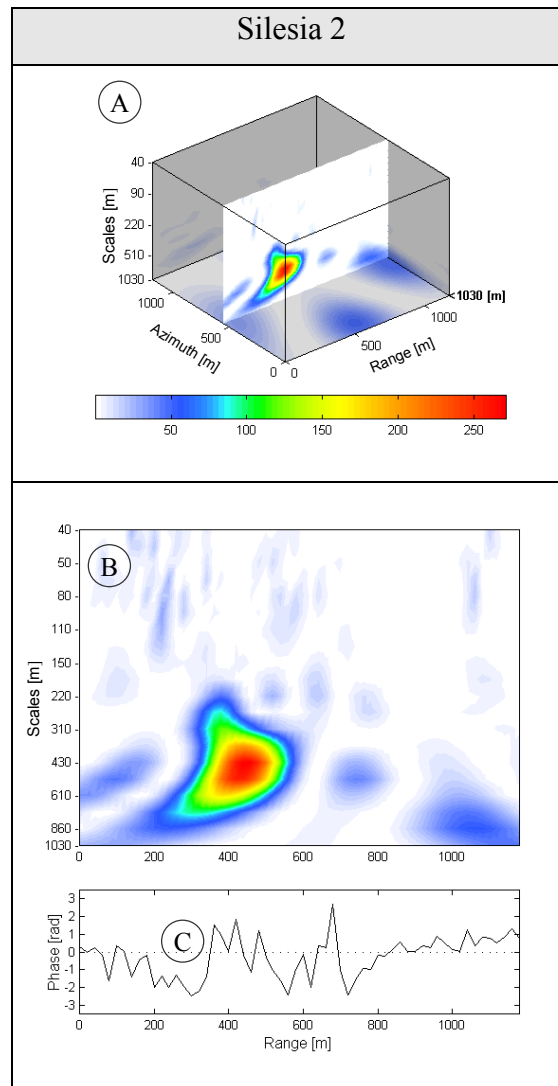 Silesia 2
A
Scales [m]
40
90
220
510
1030
1000
500
0
Azimuth [m]
0
500
1000
Range [m]
1030 [m]
50 100 150 200 250
B
Scales [m]
40
50
80
110
150
220
310
430
610
860
1030
0 200 400 600 800 1000
C
Phase [rad]
3
2
1
0
-1
-2
-3
0 200 400 600 800 1000
Range [m]